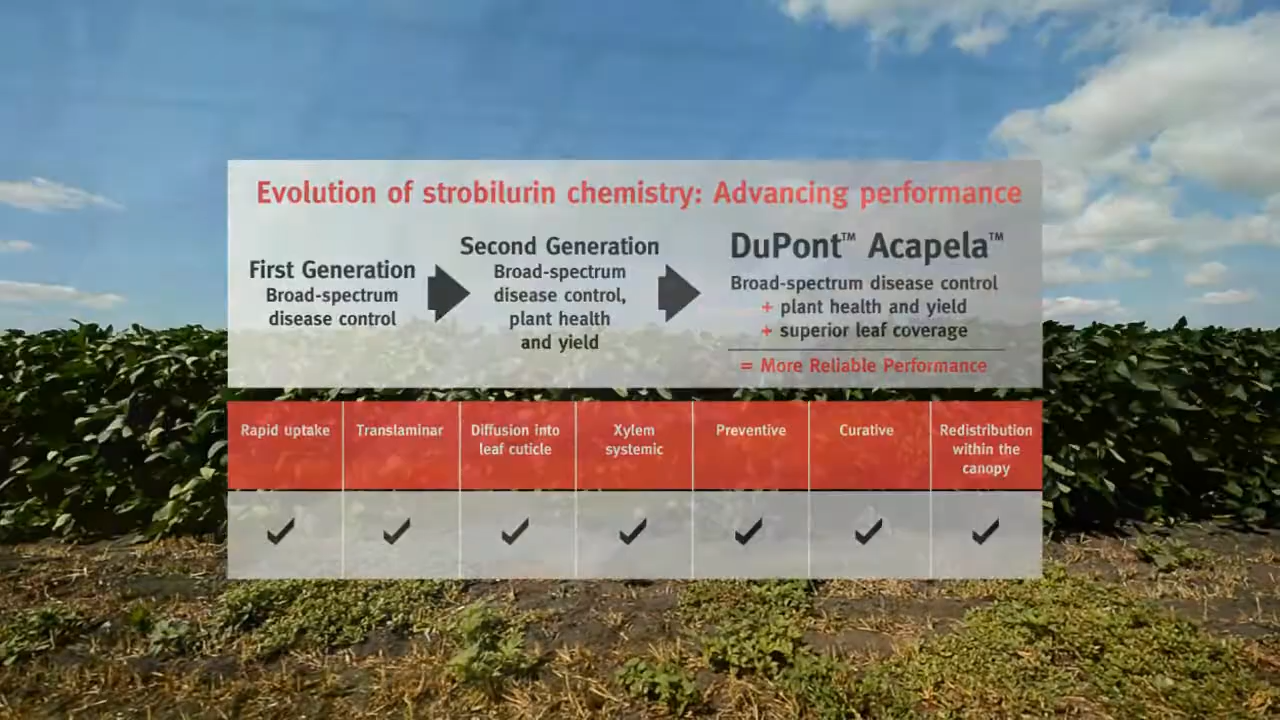 Evolution of strobilurin chemistry: Advancing performance
First Generation
Broad-spectrum
disease control
Second Generation
Broad-spectrum
disease control,
plant health
and yield
DuPont™ Acapela™
Broad-spectrum disease control
+ plant health and yield
+ superior leaf coverage
= More Reliable Performance
Rapid uptake
Translaminar
Diffusion into
leaf cuticle
Xylem
systemic
Preventive
Curative
Redistribution
within the
canopy